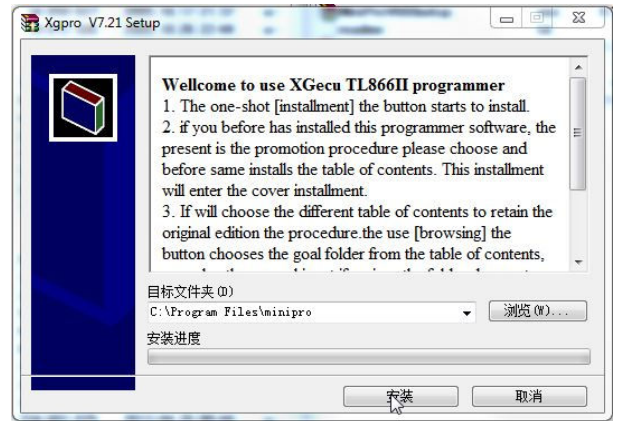 Xgpro V7.21 Setup
Wellcome to use XGecu TL866II programmer
1. The one-shot [installment] the button starts to install.
2. if you before has installed this programmer software, the
present is the promotion procedure please choose and
before same installs the table of contents. This installment
will enter the cover installment.
3. If will choose the different table of contents to retain the
original edition the procedure.the use [browsing] the
button chooses the goal folder from the table of contents,
目标文件夹(D)
C:\Program Files\minipro
浏览(W)...
安装进度
安装
取消